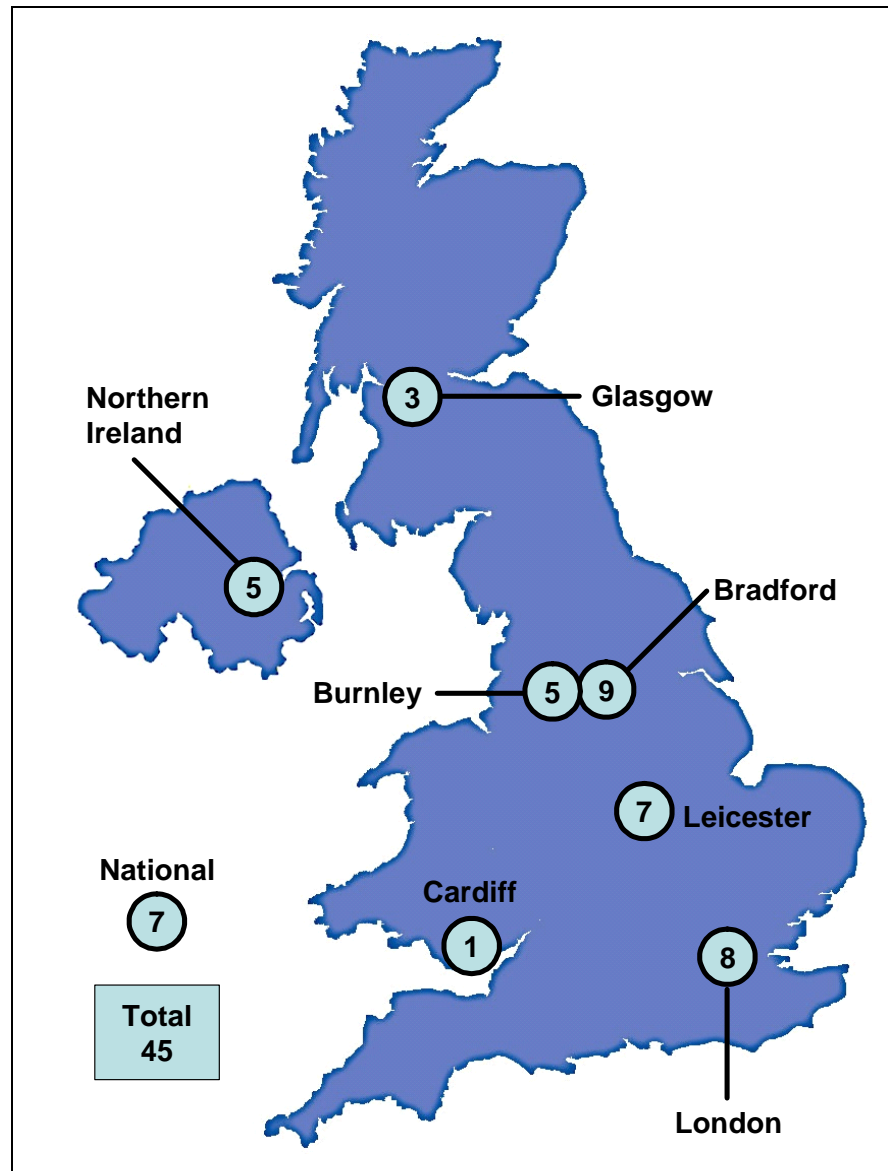 3
Glasgow
Northern
Ireland
5
Bradford
Burnley
5
9
7
Leicester
National
7
Cardiff
1
8
Total
45
London